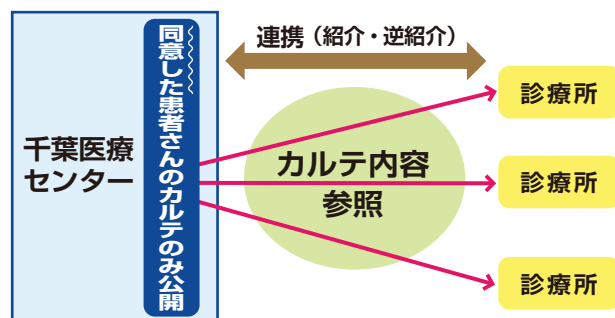 連携（紹介・逆紹介）
千葉医療
センター
同意した患者さんのカルテのみ公開
カルテ内容
参照
診療所
診療所
診療所